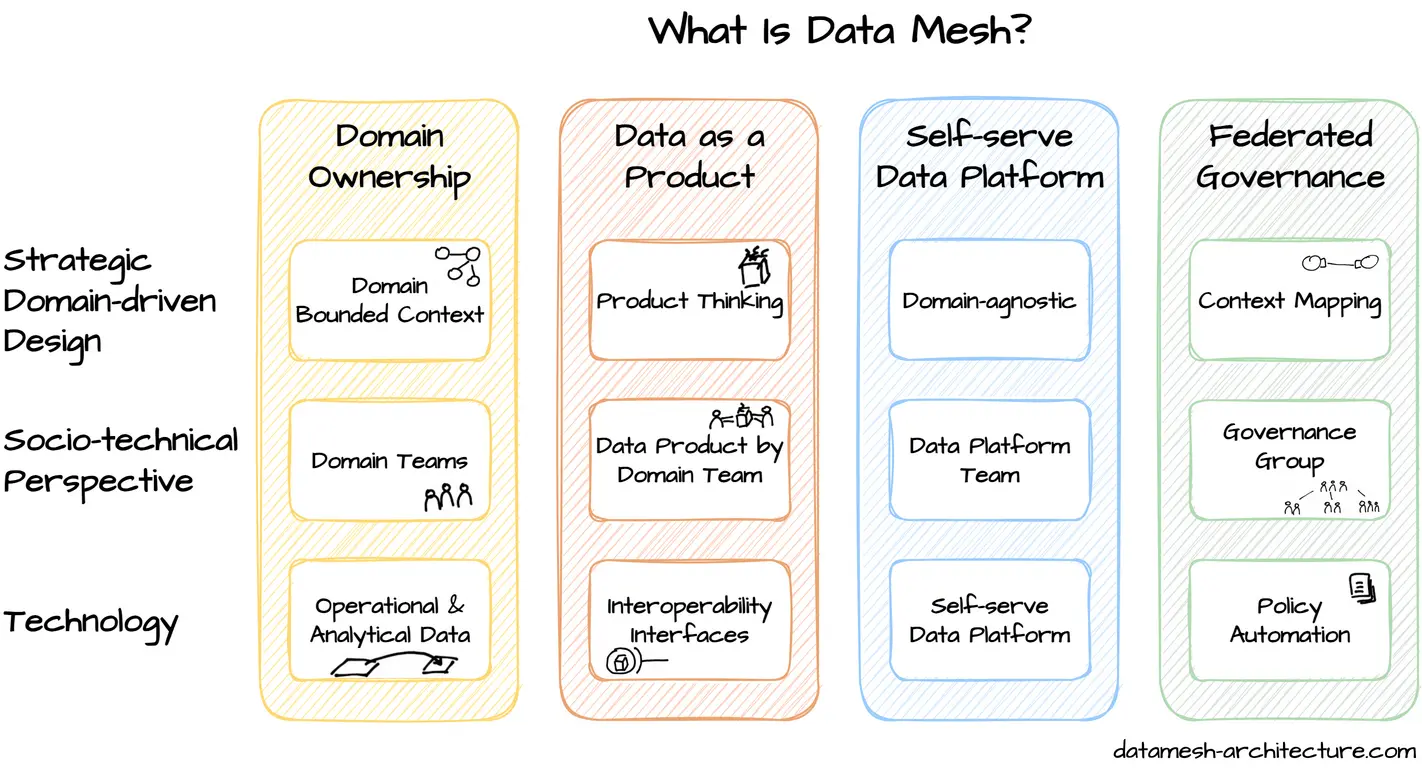 What Is Data Mesh?
Domain
Ownership
Data as a
Product
Self-serve
Data Platform
Federated
Governance
Strategic
Domain-driven
Design
Domain
Bounded Context
Product Thinking
Domain-agnostic
Context Mapping
Socio-technical
Perspective
Domain Teams
Data Product by
Domain Team
Data Platform
Team
Governance
Group
Technology
Operational &
Analytical Data
Interoperability
Interfaces
Self-serve
Data Platform
Policy
Automation
datamesh-architecture.com